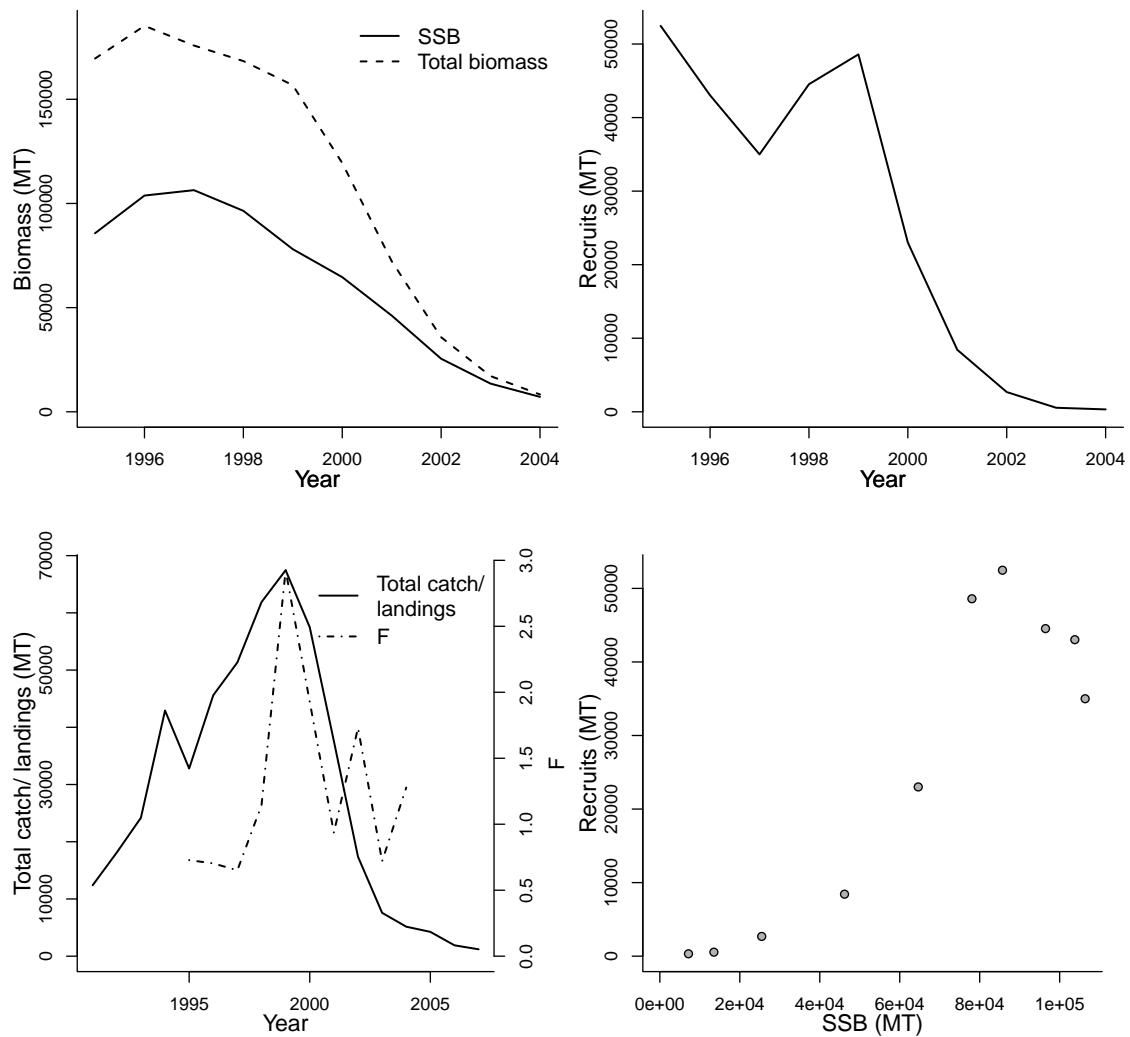 SSB
Total biomass
Biomass (MT)
0
50000
100000
150000
1996
1998
2000
2002
2004
Year
Recruits (MT)
0
10000
20000
30000
40000
50000
1996
1998
2000
2002
2004
Year
Total catch/
landings
F
Total catch/ landings (MT)
0
10000
30000
50000
70000
F
0.0
0.5
1.0
1.5
2.0
2.5
3.0
1995
2000
2005
Year
Recruits (MT)
0
10000
20000
30000
40000
50000
0e+00
2e+04
4e+04
6e+04
8e+04
1e+05
SSB (MT)